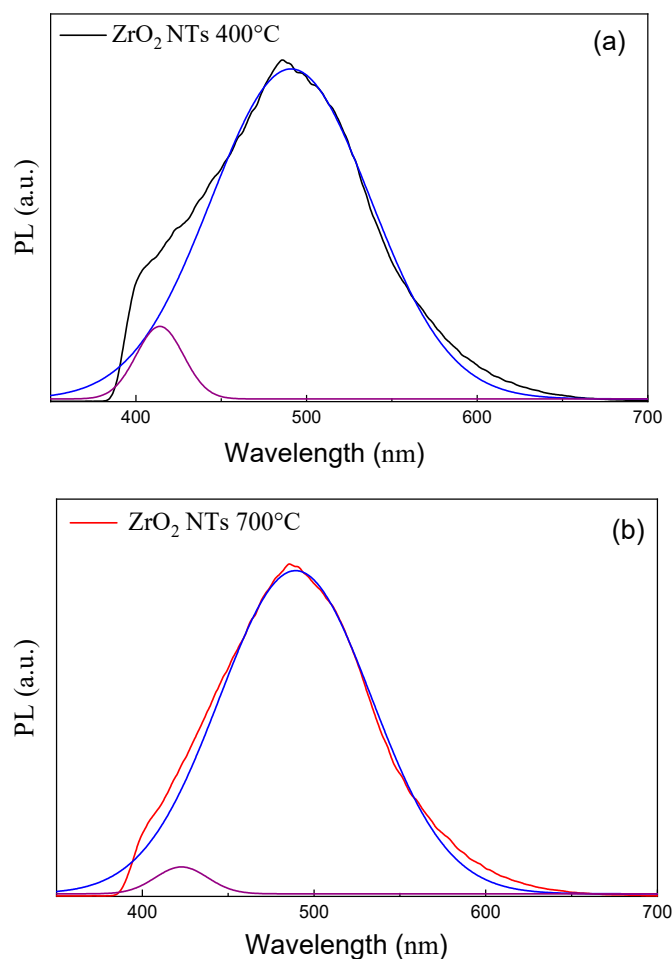 ZrO₂ NTs 400°C
(a)
PL (a.u.)
400 500 600 700
Wavelength (nm)
ZrO₂ NTs 700°C
(b)
PL (a.u.)
400 500 600 700
Wavelength (nm)